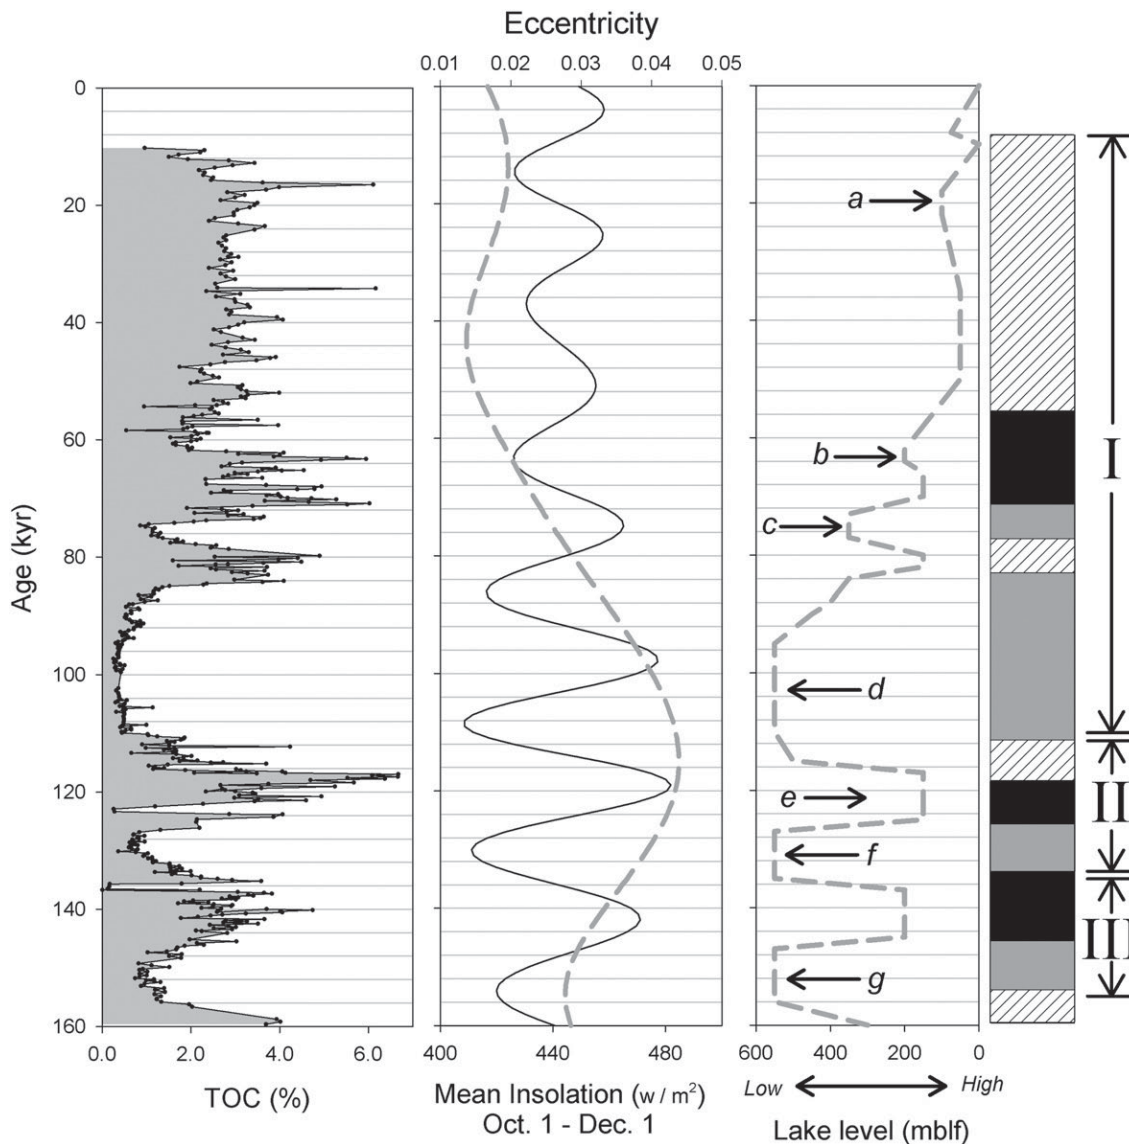 Eccentricity
0.01 0.02 0.03 0.04 0.05
Age (kyr)
0
20
40
60
80
100
120
140
160
a
b
c
d
e
f
g
I
II
III
0.0 2.0 4.0 6.0
400 440 480
600 400 200 0
TOC (%)
Mean Insolation (w / m²)
Oct. 1 - Dec. 1
Low High
Lake level (mblf)